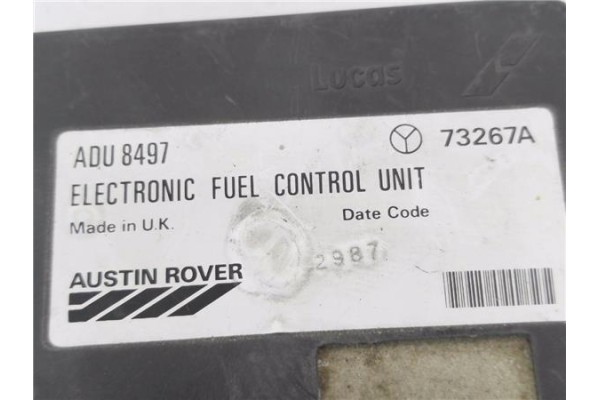 Lucas
ADU 8497
73267A
ELECTRONIC FUEL CONTROL UNIT
Made in U.K.
Date Code
2987
AUSTIN ROVER